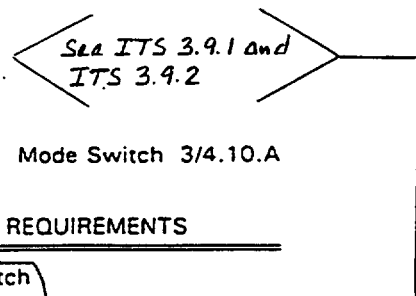 See ITS 3.9.1 and
ITS 3.9.2
Mode Switch 3/4.10.A
REQUIREMENTS
tch